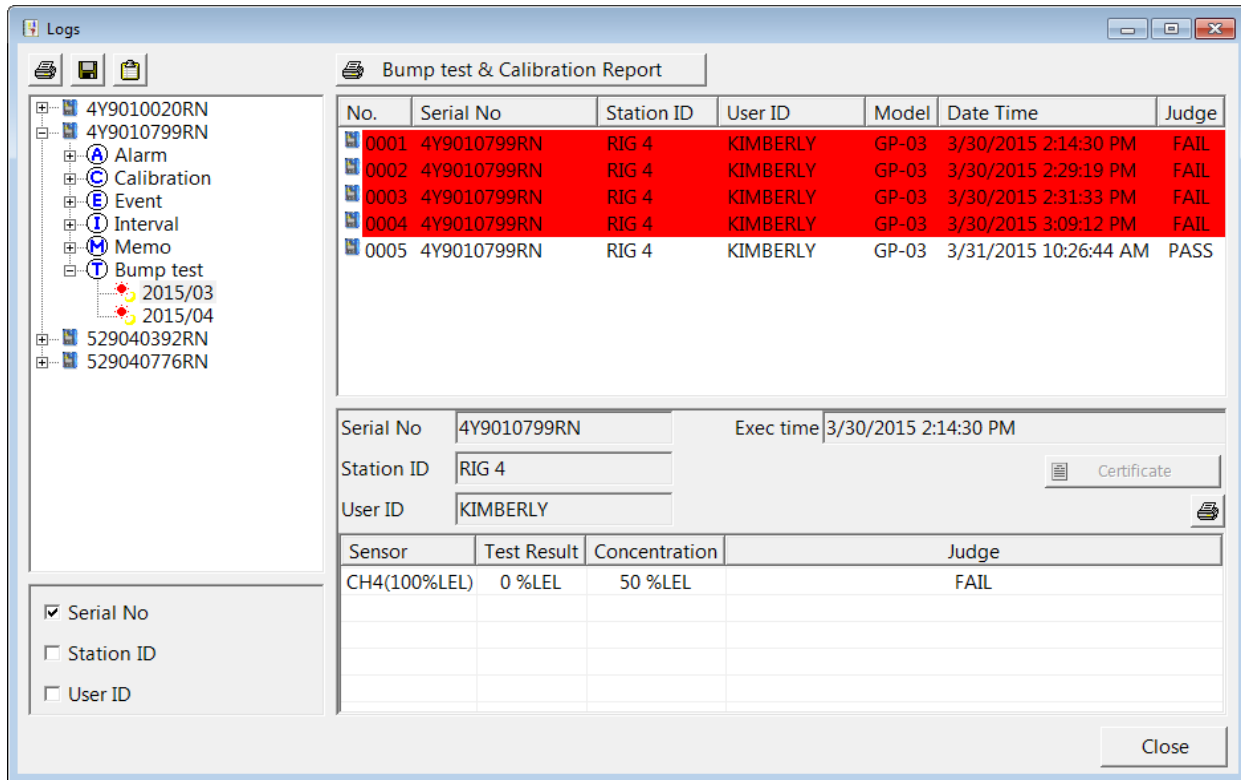 Logs
Bump test & Calibration Report
4Y9010020RN
4Y9010799RN
A Alarm
C Calibration
E Event
I Interval
M Memo
T Bump test
2015/03
2015/04
529040392RN
529040776RN
Serial No
Station ID
User ID
No. Serial No Station ID User ID Model Date Time Judge
0001 4Y9010799RN RIG 4 KIMBERLY GP-03 3/30/2015 2:14:30 PM FAIL
0002 4Y9010799RN RIG 4 KIMBERLY GP-03 3/30/2015 2:29:19 PM FAIL
0003 4Y9010799RN RIG 4 KIMBERLY GP-03 3/30/2015 2:31:33 PM FAIL
0004 4Y9010799RN RIG 4 KIMBERLY GP-03 3/30/2015 3:09:12 PM FAIL
0005 4Y9010799RN RIG 4 KIMBERLY GP-03 3/31/2015 10:26:44 AM PASS
Serial No 4Y9010799RN Exec time 3/30/2015 2:14:30 PM
Station ID RIG 4 Certificate
User ID KIMBERLY
Sensor Test Result Concentration Judge
CH4(100%LEL) 0 %LEL 50 %LEL FAIL
Close